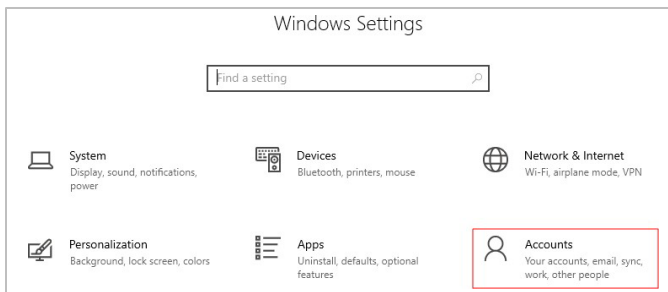 Windows Settings
Find a setting
System
Display, sound, notifications,
power
Devices
Bluetooth, printers, mouse
Network & Internet
Wi-Fi, airplane mode, VPN
Personalization
Background, lock screen, colors
Apps
Uninstall, defaults, optional
features
Accounts
Your accounts, email, sync,
work, other people